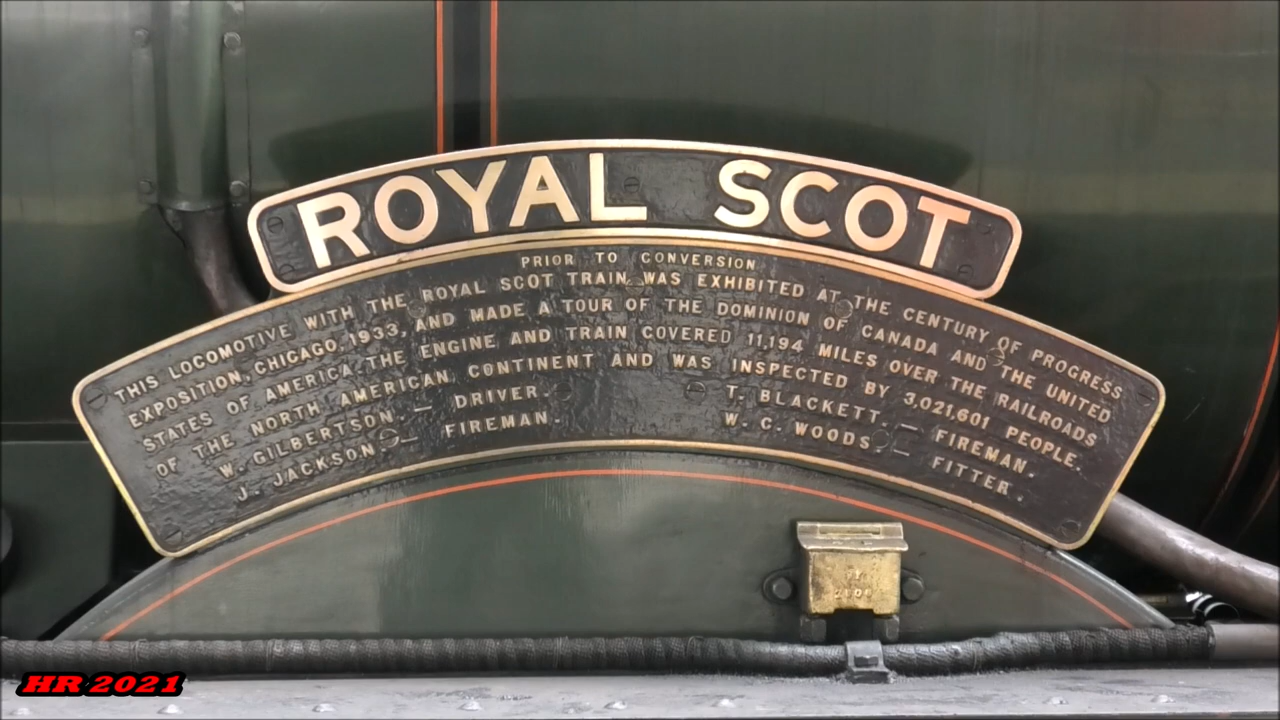 ROYAL SCOT
PRIOR TO CONVERSION
THIS LOCOMOTIVE WITH THE ROYAL SCOT TRAIN WAS EXHIBITED AT THE CENTURY OF PROGRESS
EXPOSITION, CHICAGO, 1933, AND MADE A TOUR OF THE DOMINION OF CANADA AND THE UNITED
STATES OF AMERICA. THE ENGINE AND TRAIN COVERED 11,194 MILES OVER THE RAILROADS
OF THE NORTH AMERICAN CONTINENT AND WAS INSPECTED BY 3,021,601 PEOPLE.
W. GILBERTSON. — DRIVER. T. BLACKETT. — FIREMAN.
J. JACKSON. — FIREMAN. W. C. WOODS. — FITTER.
HR 2021